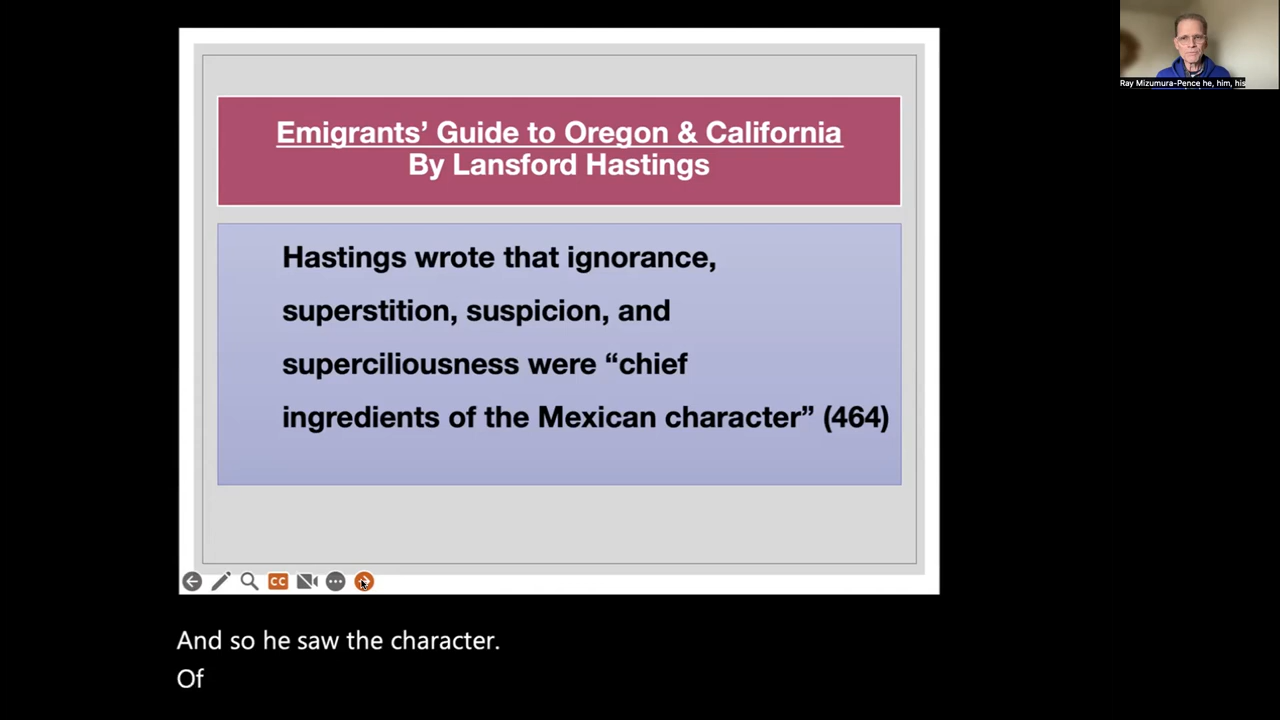 Emigrants' Guide to Oregon & California
By Lansford Hastings
Hastings wrote that ignorance,
superstition, suspicion, and
superciliousness were “chief
ingredients of the Mexican character” (464)
CC
And so he saw the character.
Of
Ray Mizumura-Pence he, him, his